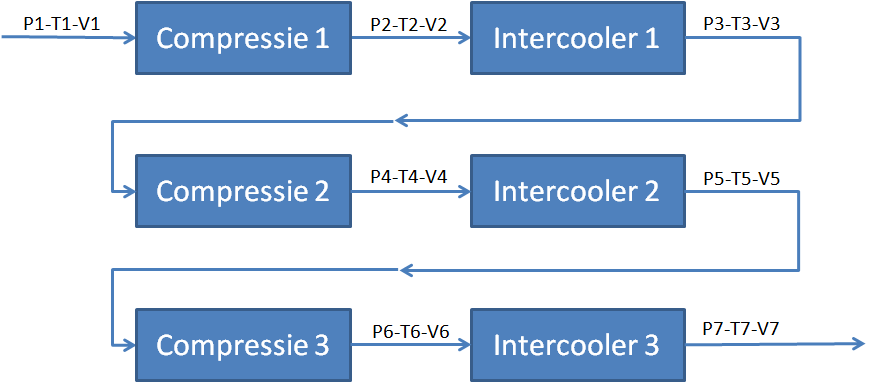 P1-T1-V1
Compressie 1
P2-T2-V2
Intercooler 1
P3-T3-V3
Compressie 2
P4-T4-V4
Intercooler 2
P5-T5-V5
Compressie 3
P6-T6-V6
Intercooler 3
P7-T7-V7